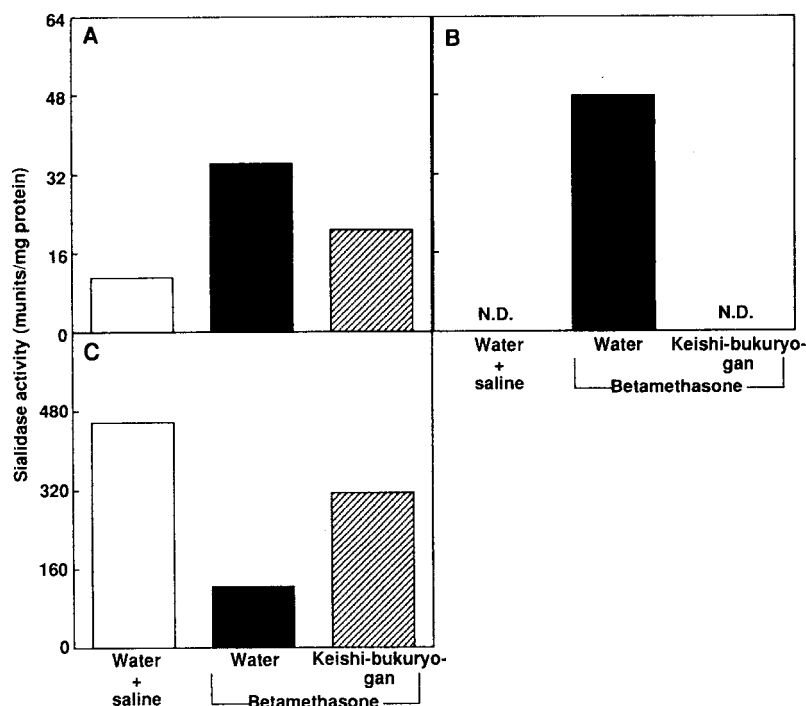 Sialidase activity (munits/mg protein)
A
64
48
32
16
0
B
N.D.
N.D.
Water
+
saline
Water
Keishi-bukuryo-
gan
Betamethasone
C
480
320
160
0
Water
+
saline
Water
Keishi-bukuryo-
gan
Betamethasone